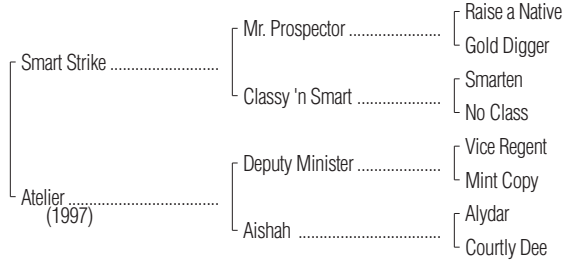 Raise a Native
Mr. Prospector ....................
Gold Digger
Smart Strike ........................
Smarten
Classy 'n Smart ..................
No Class
Vice Regent
Deputy Minister ..................
Mint Copy
Atelier ..................................
(1997)
Alydar
Aishah ................................
Courtly Dee